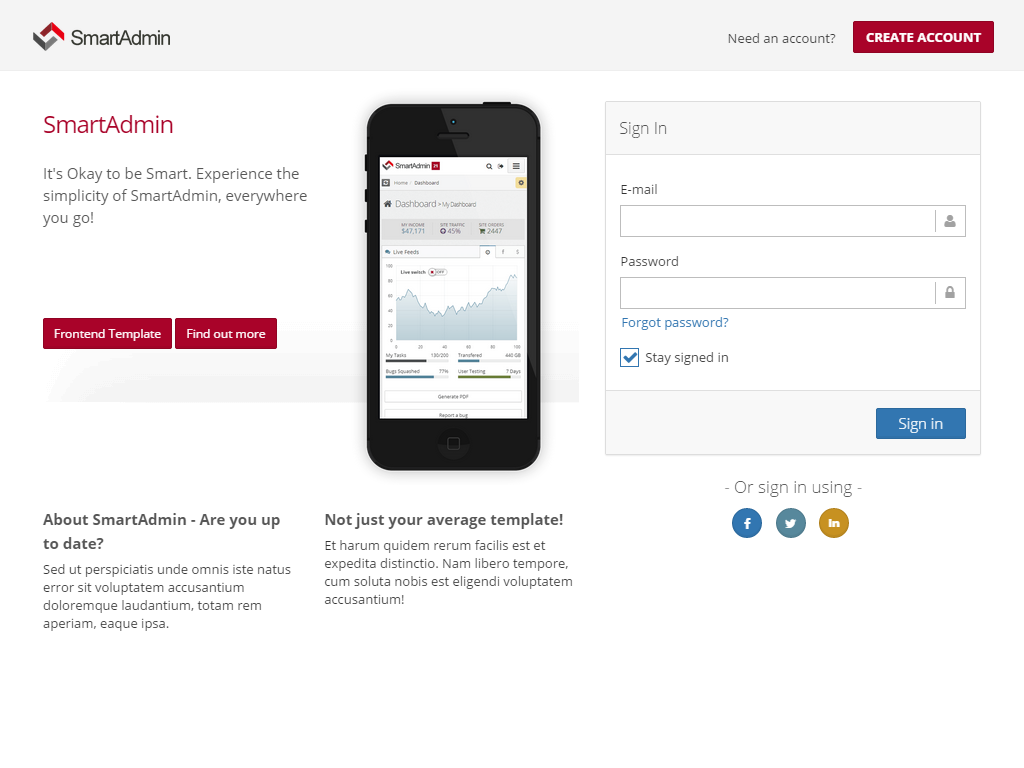 SmartAdmin
Need an account?
CREATE ACCOUNT
SmartAdmin
It's Okay to be Smart. Experience the
simplicity of SmartAdmin, everywhere
you go!
Frontend Template
Find out more
SmartAdmin
Home / Dashboard
Dashboard > My Dashboard
MY INCOME
$47,171
SITE TRAFFIC
45%
SITE ORDERS
2447
Live Feeds
Live switch
OFF
100
80
60
40
20
0
20
40
60
80
100
My Tasks
130/200
Transfered
440 GB
Bugs Squashed
77%
User Testing
7 Days
Generate PDF
Report a bug
Sign In
E-mail
Password
Forgot password?
Stay signed in
Sign in
- Or sign in using -
About SmartAdmin - Are you up
to date?
Sed ut perspiciatis unde omnis iste natus
error sit voluptatem accusantium
doloremque laudantium, totam rem
aperiam, eaque ipsa.
Not just your average template!
Et harum quidem rerum facilis est et
expedita distinctio. Nam libero tempore,
cum soluta nobis est eligendi voluptatem
accusantium!